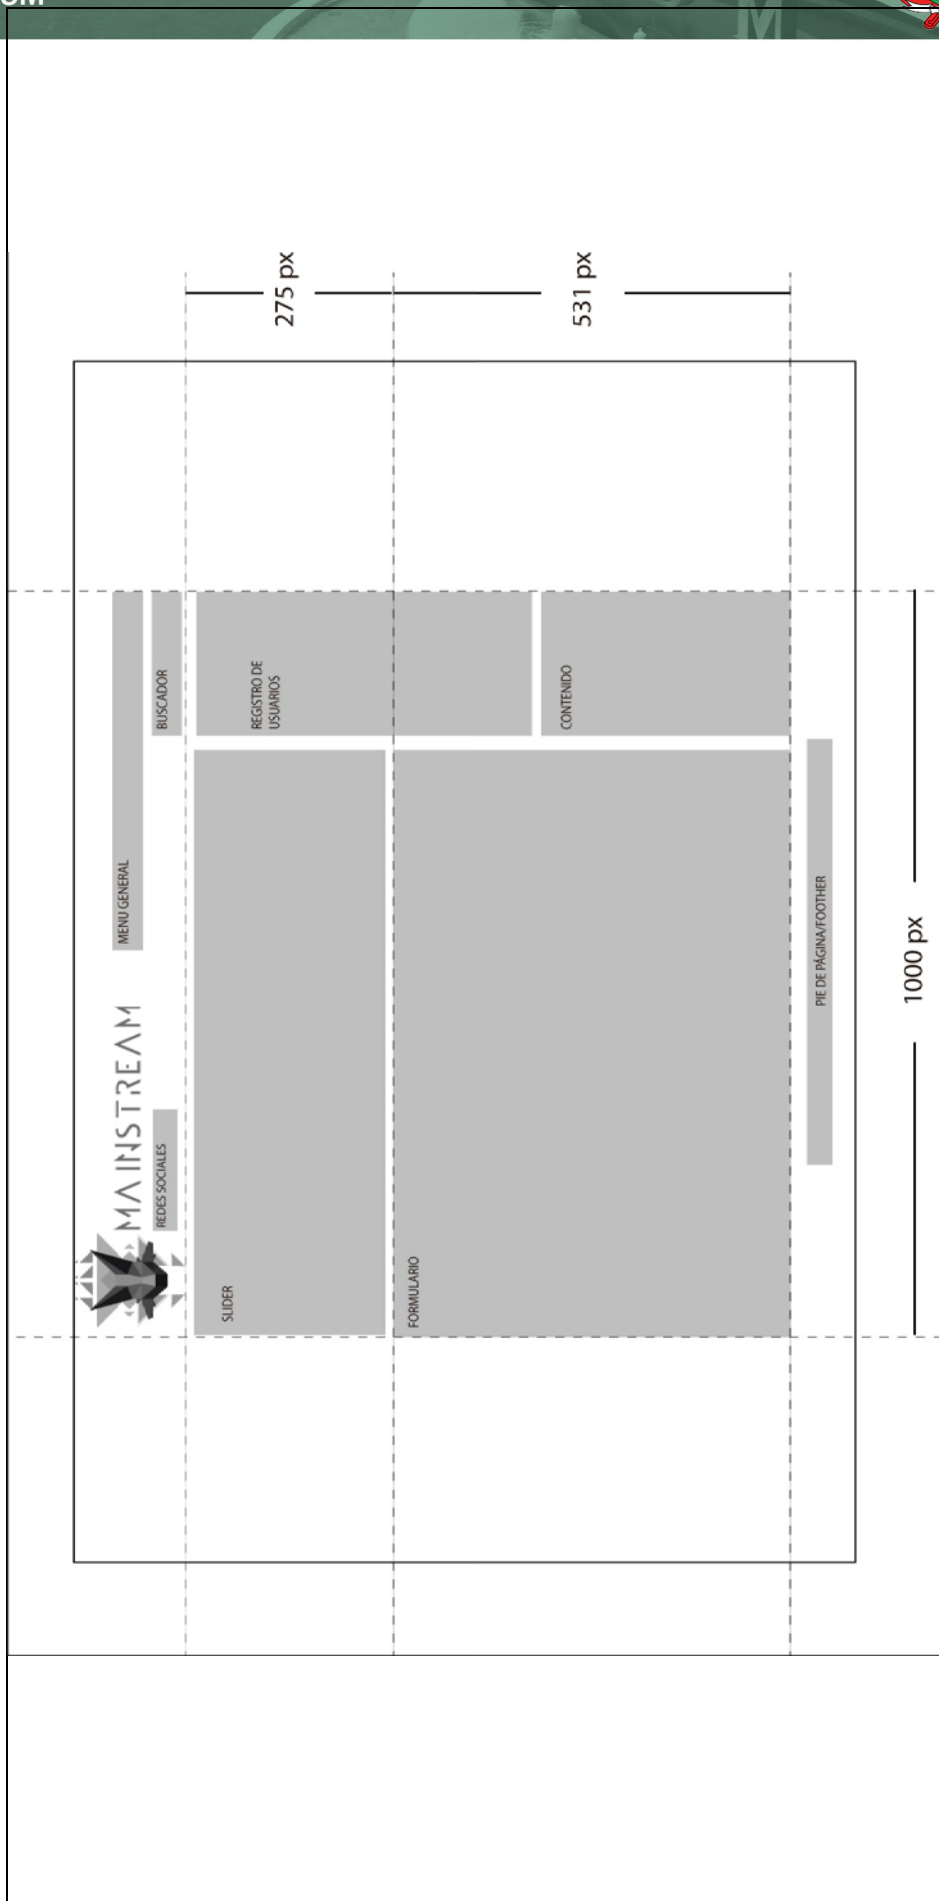 MAINSTREAM
MENU GENERAL
REDES SOCIALES
BUSCADOR
SLIDER
REGISTRO DE
USUARIOS
275 px
FORMULARIO
CONTENIDO
531 px
PIE DE PÁGINA/FOOTHER
1000 px